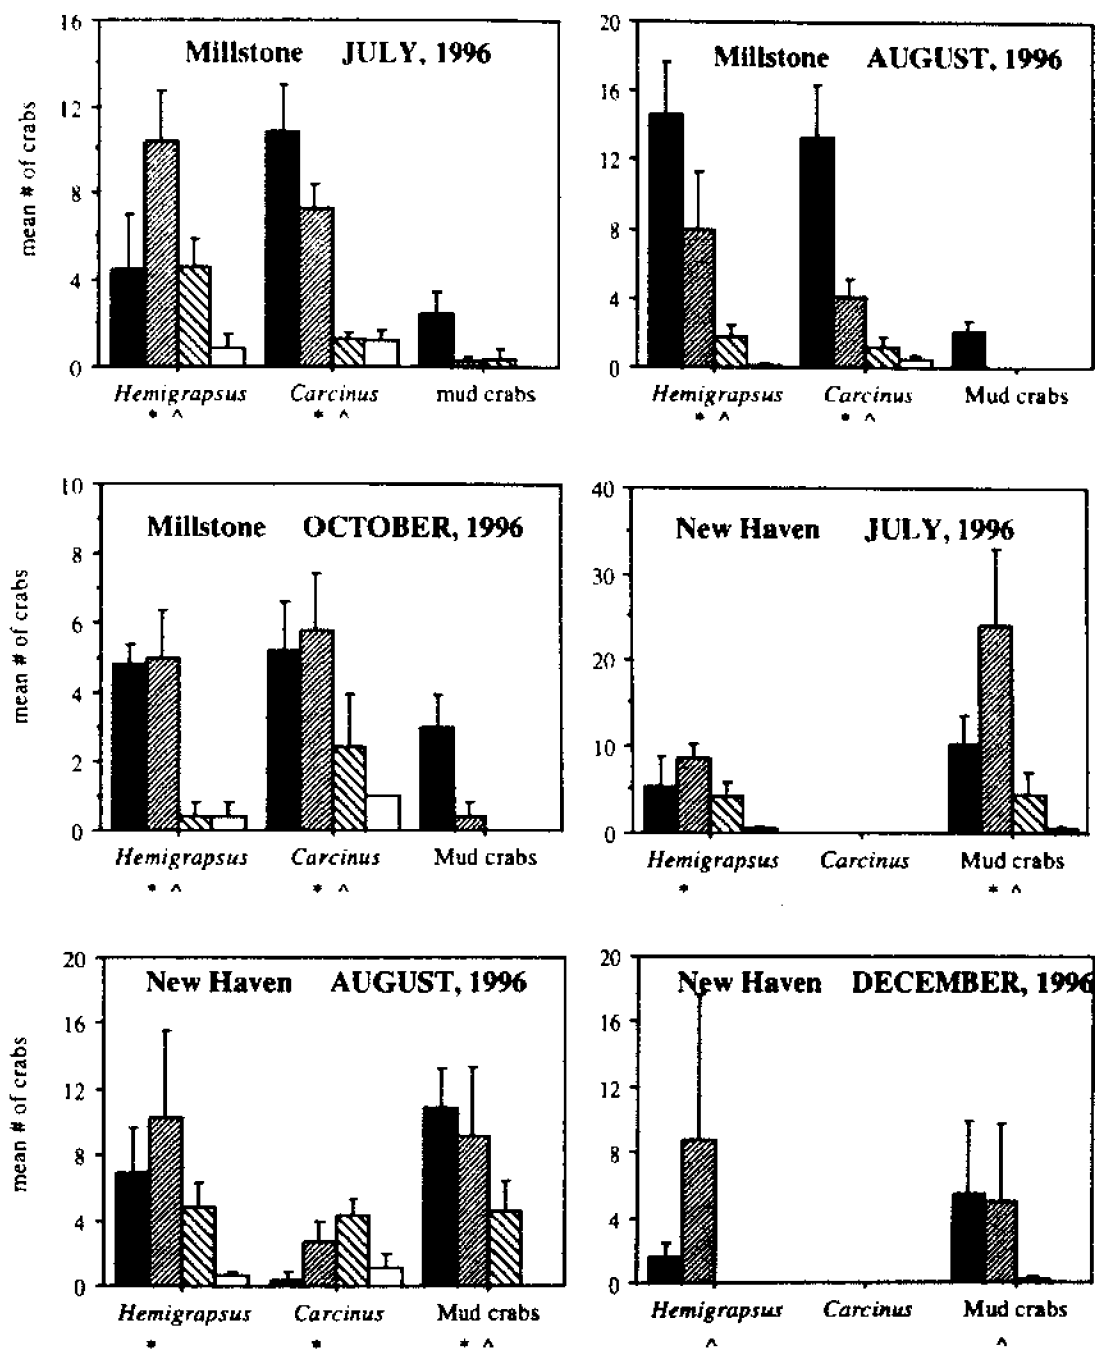 Millstone JULY, 1996
mean # of crabs
16
12
8
4
0
Hemigrapsus Carcinus mud crabs
* ^ * ^
Millstone AUGUST, 1996
20
16
12
8
4
0
Hemigrapsus Carcinus Mud crabs
* ^ * ^
Millstone OCTOBER, 1996
mean # of crabs
10
8
6
4
2
0
Hemigrapsus Carcinus Mud crabs
* ^ * ^
New Haven JULY, 1996
40
30
20
10
0
Hemigrapsus Carcinus Mud crabs
* * ^
New Haven AUGUST, 1996
mean # of crabs
20
16
12
8
4
0
Hemigrapsus Carcinus Mud crabs
* * * ^
New Haven DECEMBER, 1996
20
16
12
8
4
0
Hemigrapsus Carcinus Mud crabs
^ ^